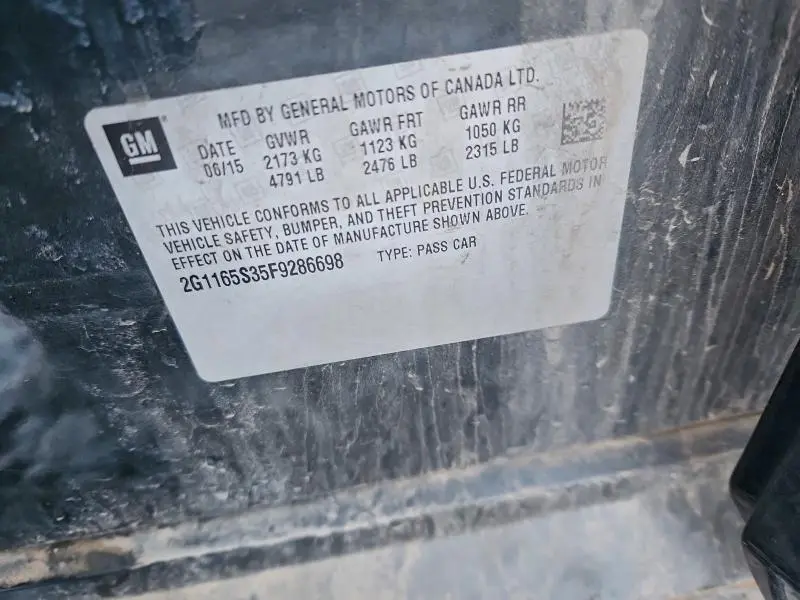 GM
MFD BY GENERAL MOTORS OF CANADA LTD.
DATE GVWR GAWR FRT GAWR RR
06/15 2173 KG 1123 KG 1050 KG
4791 LB 2476 LB 2315 LB
THIS VEHICLE CONFORMS TO ALL APPLICABLE U.S. FEDERAL MOTOR
VEHICLE SAFETY, BUMPER, AND THEFT PREVENTION STANDARDS IN
EFFECT ON THE DATE OF MANUFACTURE SHOWN ABOVE.
2G1165S35F9286698 TYPE: PASS CAR